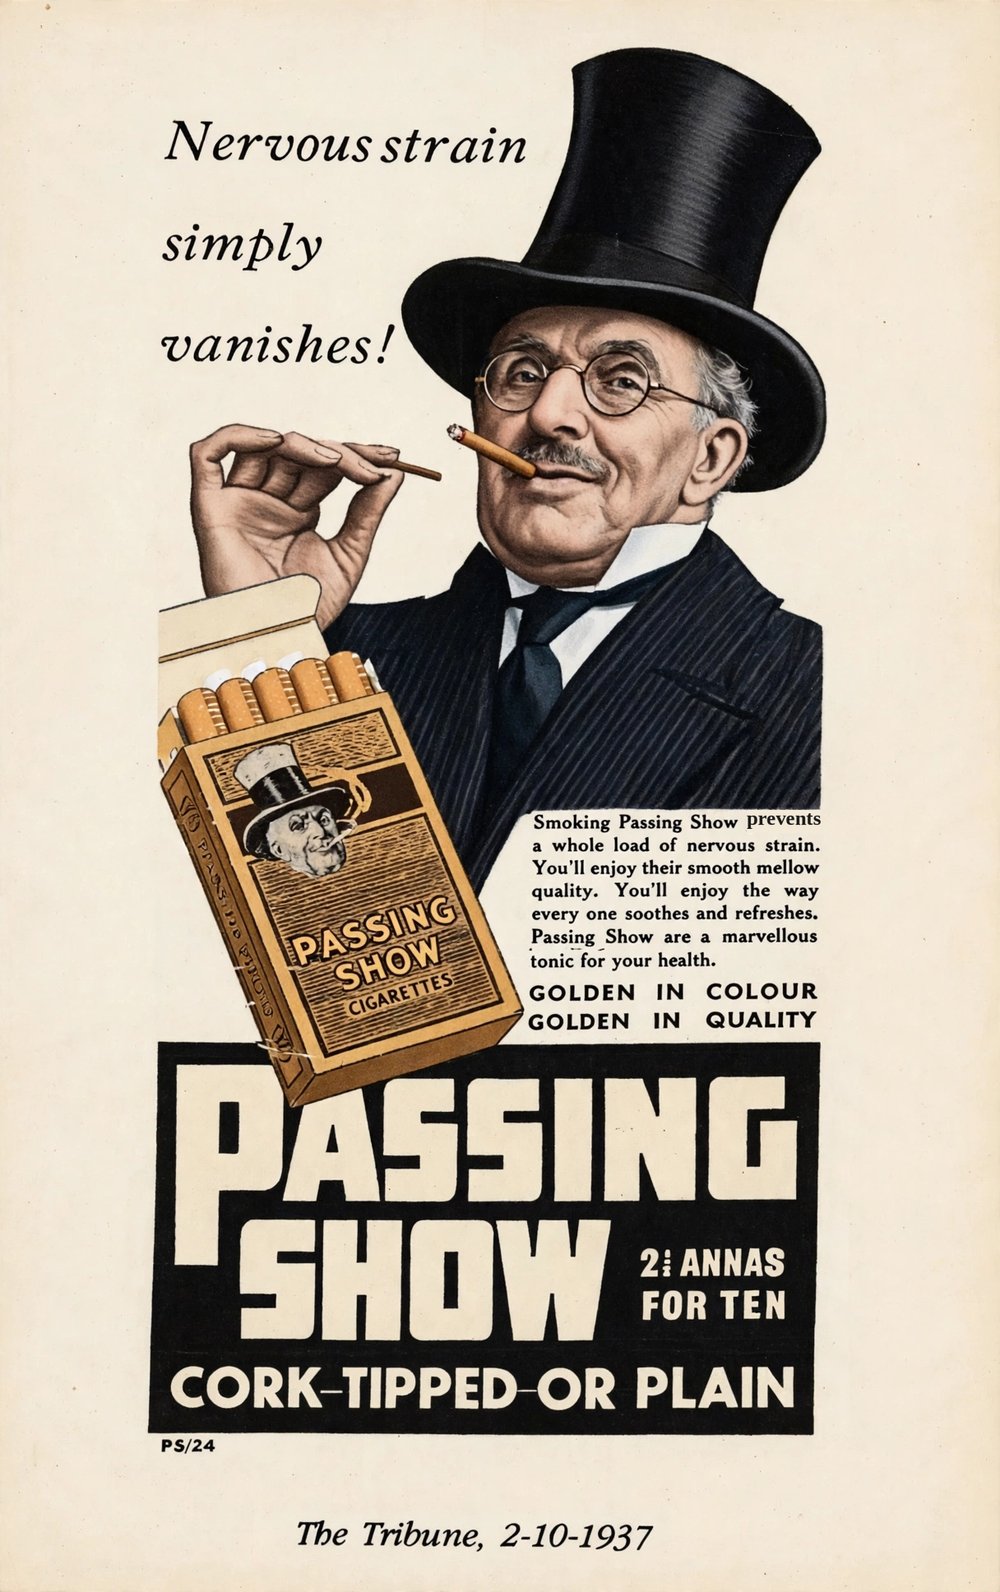 Nervous strain
simply
vanishes!
PASSING
SHOW
CIGARETTES
Smoking Passing Show prevents
a whole load of nervous strain.
You'll enjoy their smooth mellow
quality. You'll enjoy the way
every one soothes and refreshes.
Passing Show are a marvellous
tonic for your health.
GOLDEN IN COLOUR
GOLDEN IN QUALITY
PASSING
SHOW
ANNAS
FOR TEN
CORK-TIPPED-OR PLAIN
PS/24
The Tribune, 2-10-1937